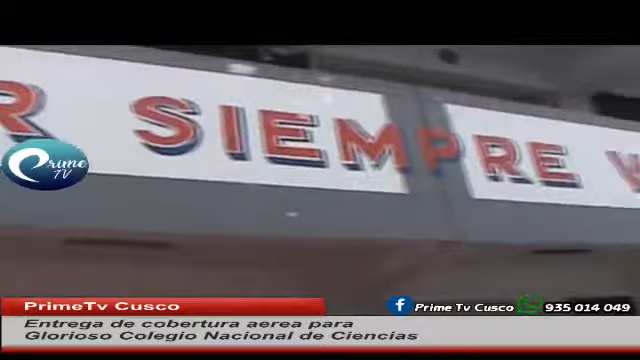 R SIEMPRE V
Prime
TV
PrimeTv Cusco
Prime Tv Cusco 935 014 049
Entrega de cobertura aerea para
Glorioso Colegio Nacional de Ciencias